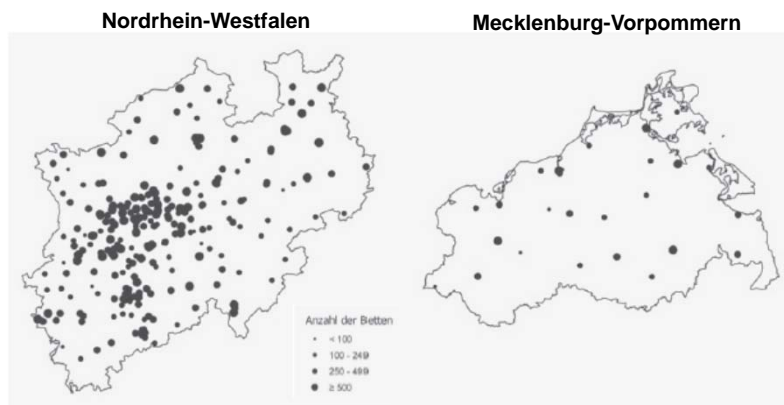 Nordrhein-Westfalen
Mecklenburg-Vorpommern
Anzahl der Betten
< 100
100 - 249
250 - 499
≥ 500